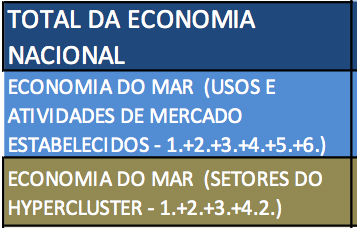 TOTAL DA ECONOMIA
NACIONAL
ECONOMIA DO MAR (USOS E
ATIVIDADES DE MERCADO
ESTABELECIDOS - 1.+2.+3.+4.+5.+6.)
ECONOMIA DO MAR (SETORES DO
HYPERCLUSTER - 1.+2.+3.+4.2.)